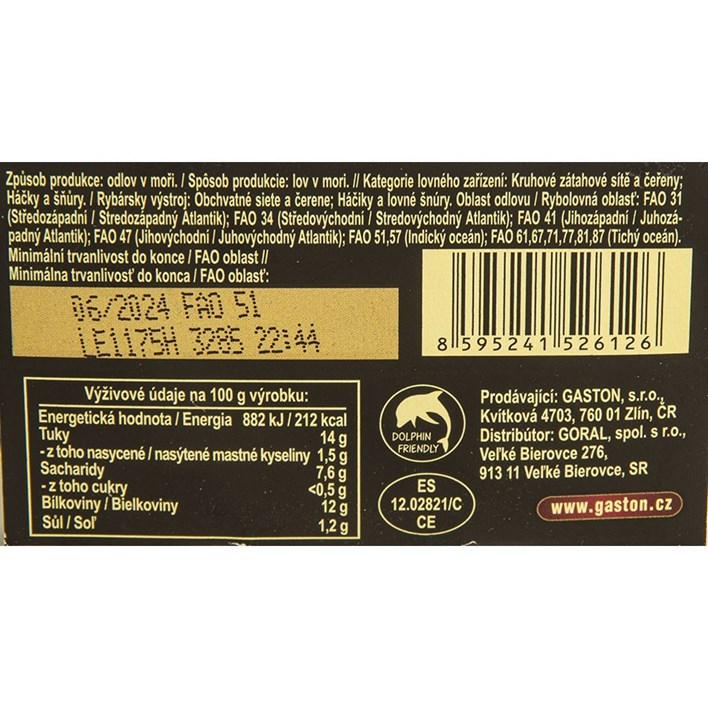 Způsob produkce: odlov v moři. / Spôsob produkcie: lov v mori. // Kategorie lovného zařízení: Kruhové zátahové sítě a čeřeny;
Háčky a šňůry. / Rybársky výstroj: Obchvatné siete a čerene; Háčiky a lovné šnúry. Oblast odlovu / Rybolovná oblasť: FAO 31
(Středozápadní / Stredozápadný Atlantik); FAO 34 (Středovýchodní / Stredovýchodný Atlantik); FAO 41 (Jihozápadní / Juhozá-
padný Atlantik); FAO 47 (Jihovýchodní / Juhovýchodný Atlantik); FAO 51,57 (Indický oceán); FAO 61,67,71,77,81,87 (Tichý oceán).
Minimální trvanlivost do konce / FAO oblast //
Minimálna trvanlivosť do konca / FAO oblasť:
06/2024 FAO 51
LE1175H 3285 22:44
8 595241 526126
Výživové údaje na 100 g výrobku:
Energetická hodnota / Energia 882 kJ / 212 kcal
Tuky 14 g
- z toho nasycené / nasýtené mastné kyseliny 1,5 g
Sacharidy 7,6 g
- z toho cukry <0,5 g
Bílkoviny / Bielkoviny 12 g
Sůl / Soľ 1,2 g
DOLPHIN
FRIENDLY
ES
12.02821/C
CE
Prodávající: GASTON, s.r.o.,
Kvítková 4703, 760 01 Zlín, ČR
Distribútor: GORAL, spol. s r.o.,
Veľké Bierovce 276,
913 11 Veľké Bierovce, SR
www.gaston.cz